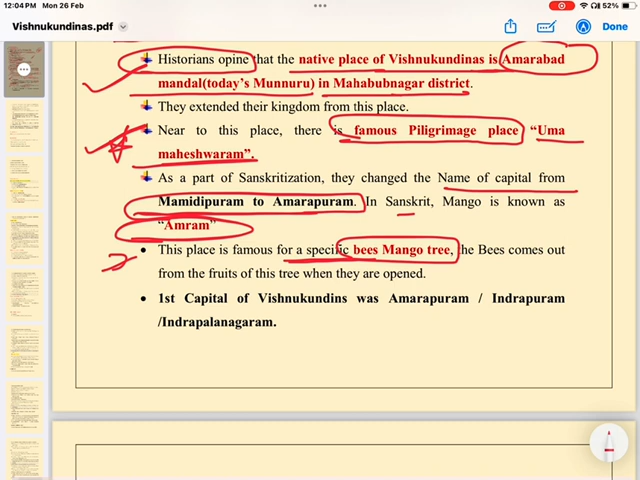 12:04 PM Mon 26 Feb
52%
Vishnukundinas.pdf
Done
Historians opine that the native place of Vishnukundinas is Amarabad
mandal(today's Munnuru) in Mahabubnagar district.
They extended their kingdom from this place.
Near to this place, there is famous Piligrimage place "Uma
maheshwaram".
As a part of Sanskritization, they changed the Name of capital from
Mamidipuram to Amarapuram. In Sanskrit, Mango is known as
"Amram"
This place is famous for a specific bees Mango tree, the Bees comes out
from the fruits of this tree when they are opened.
1st Capital of Vishnukundins was Amarapuram / Indrapuram
/Indrapalanagaram.